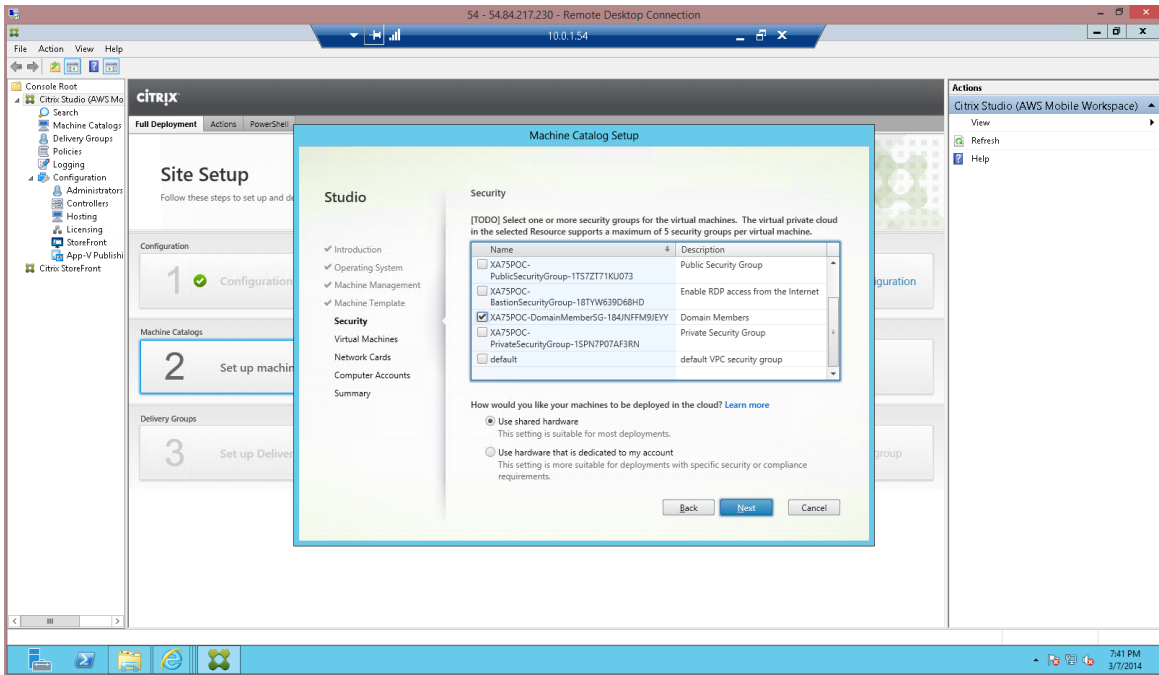 54 - 54.84.217.230 - Remote Desktop Connection
10.0.1.54
File Action View Help
Console Root
Citrix Studio (AWS Mo
Search
Machine Catalogs
Delivery Groups
Policies
Logging
Configuration
Administrators
Controllers
Hosting
Licensing
StoreFront
App-V Publishi
Citrix StoreFront
CİTRIX
Full Deployment Actions PowerShell
Site Setup
Follow these steps to set up and de
Configuration
1 Configuration
iguration
Machine Catalogs
2 Set up machin
Delivery Groups
3 Set up Deliver
group
Machine Catalog Setup
Studio
Introduction
Operating System
Machine Management
Machine Template
Security
Virtual Machines
Network Cards
Computer Accounts
Summary
Security
[TODO] Select one or more security groups for the virtual machines. The virtual private cloud
in the selected Resource supports a maximum of 5 security groups per virtual machine.
Name Description
XA75POC- Public Security Group
PublicSecurityGroup-1TS7ZT71KU073
XA75POC- Enable RDP access from the Internet
BastionSecurityGroup-18TYW639D68HD
XA75POC-DomainMemberSG-184JNFFM9JEYY Domain Members
XA75POC- Private Security Group
PrivateSecurityGroup-1SPN7P07AF3RN
default default VPC security group
How would you like your machines to be deployed in the cloud? Learn more
Use shared hardware
This setting is suitable for most deployments.
Use hardware that is dedicated to my account
This setting is more suitable for deployments with specific security or compliance
requirements.
Back Next Cancel
Actions
Citrix Studio (AWS Mobile Workspace)
View
Refresh
Help
7:41 PM
3/7/2014